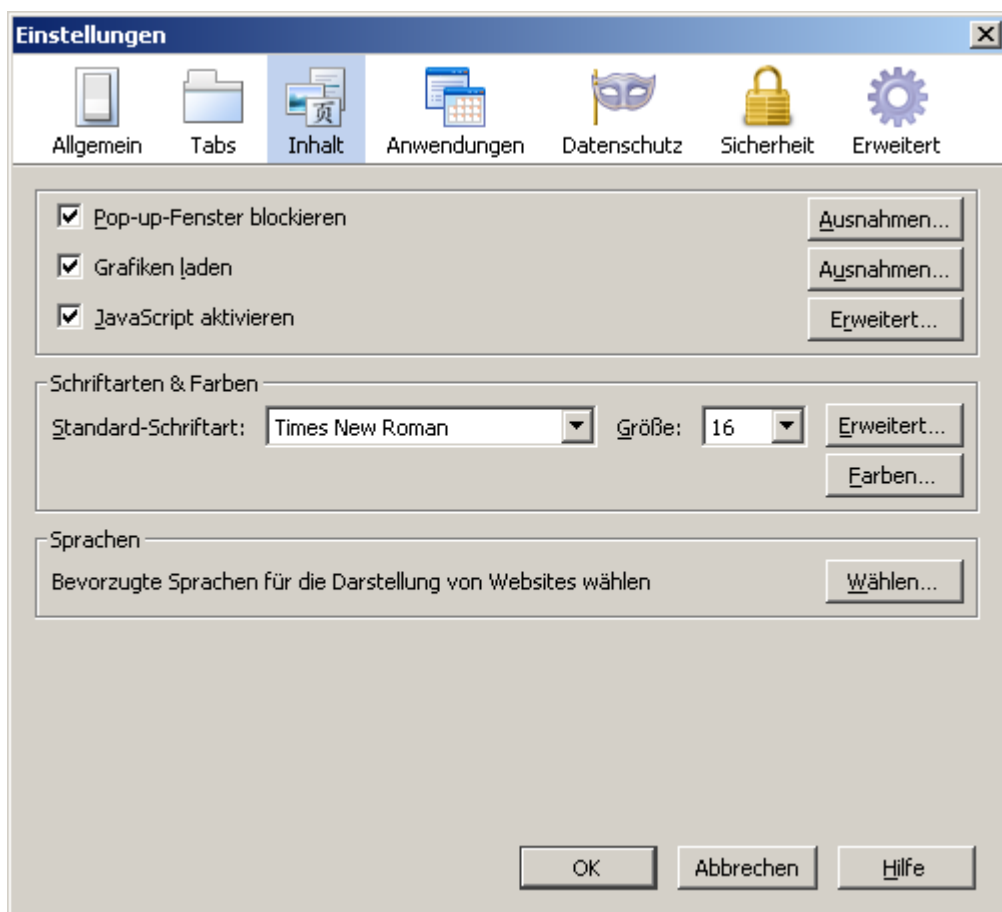 Einstellungen
页
Allgemein Tabs Inhalt Anwendungen Datenschutz Sicherheit Erweitert
Pop-up-Fenster blockieren Ausnahmen...
Grafiken laden Ausnahmen...
JavaScript aktivieren Erweitert...
Schriftarten & Farben
Standard-Schriftart: Times New Roman Größe: 16 Erweitert...
Farben...
Sprachen
Bevorzugte Sprachen für die Darstellung von Websites wählen Wählen...
OK Abbrechen Hilfe